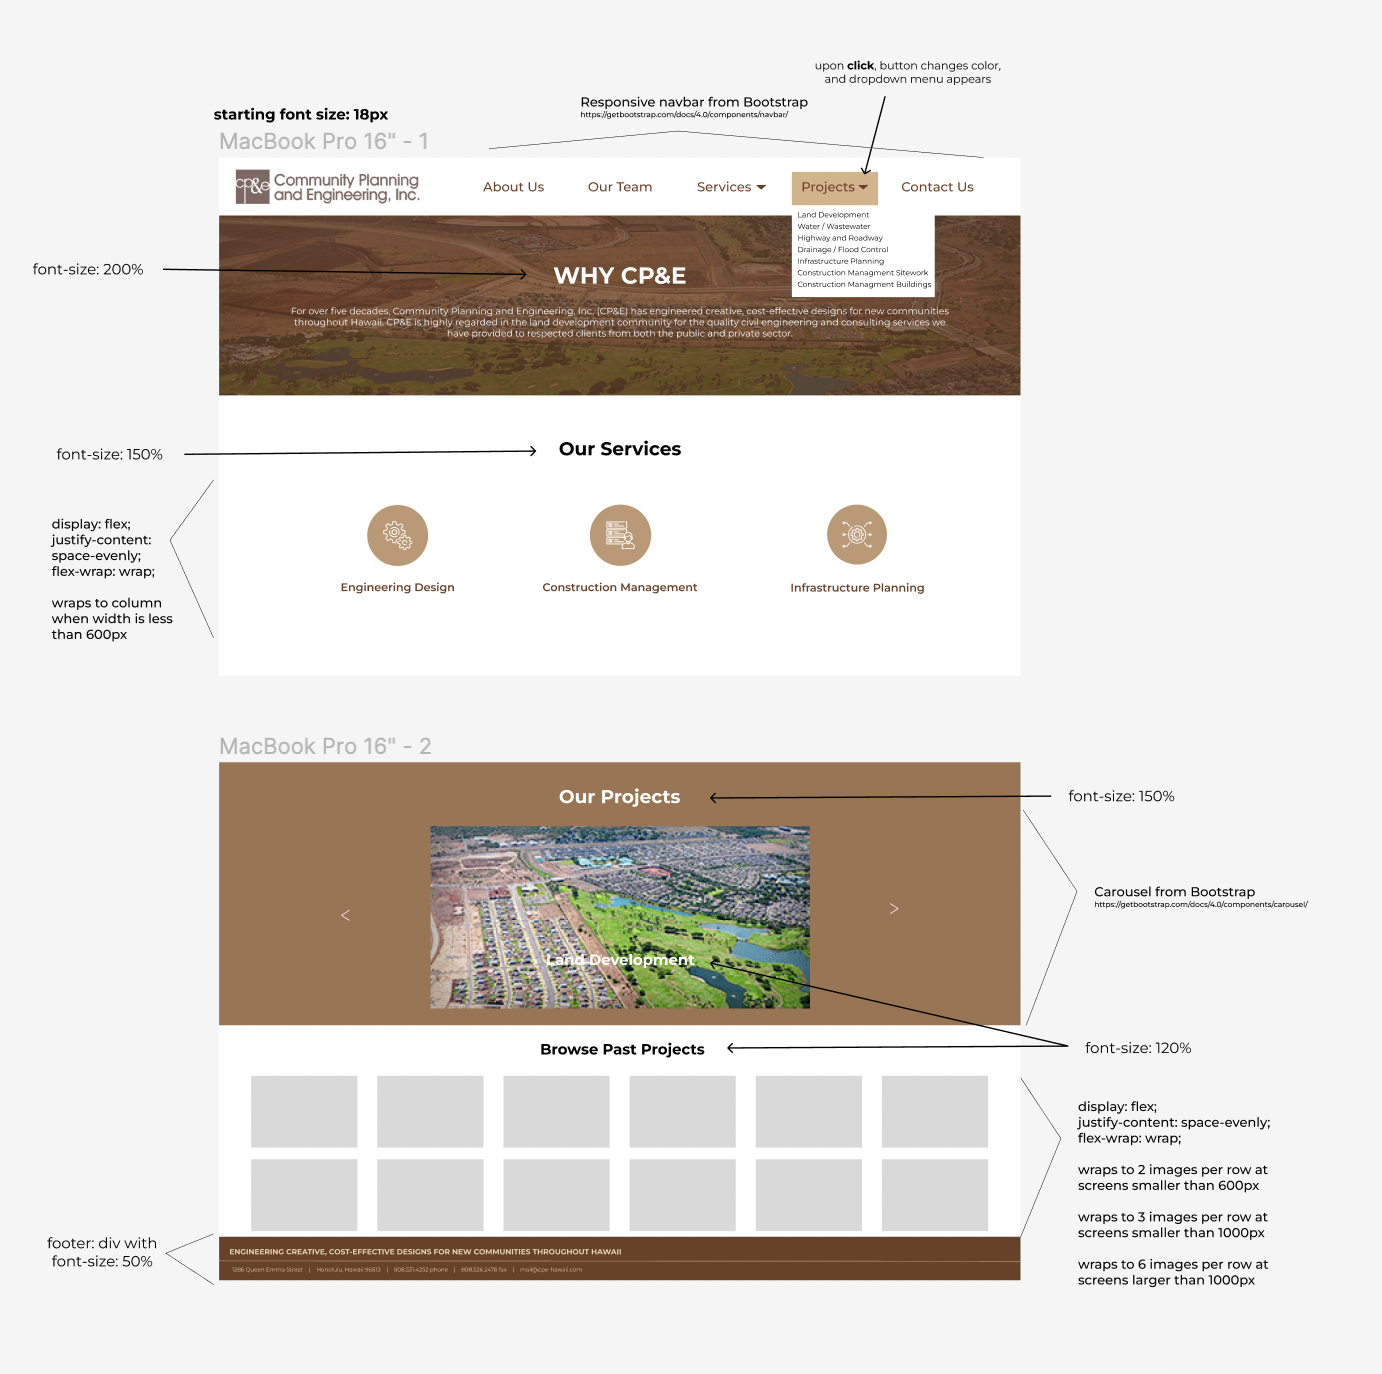 upon click, button changes color,
and dropdown menu appears
Responsive navbar from Bootstrap
https://getbootstrap.com/docs/4.0/components/navbar/
starting font size: 18px
MacBook Pro 16" - 1
cp&e
Community Planning
and Engineering, Inc.
About Us
Our Team
Services
Projects
Contact Us
Land Development
Water / Wastewater
Highway and Roadway
Drainage / Flood Control
Infrastructure Planning
Construction Managment Sitework
Construction Managment Buildings
font-size: 200%
WHY CP&E
For over five decades, Community Planning and Engineering, Inc. (CP&E) has engineered creative, cost-effective designs for new communities
throughout Hawaii. CP&E is highly regarded in the land development community for the quality civil engineering and consulting services we
have provided to respected clients from both the public and private sector.
font-size: 150%
Our Services
display: flex;
justify-content:
space-evenly;
flex-wrap: wrap;
wraps to column
when width is less
than 600px
Engineering Design
Construction Management
Infrastructure Planning
MacBook Pro 16" - 2
Our Projects
font-size: 150%
<
>
Land Development
Carousel from Bootstrap
https://getbootstrap.com/docs/4.0/components/carousel/
Browse Past Projects
font-size: 120%
display: flex;
justify-content: space-evenly;
flex-wrap: wrap;
wraps to 2 images per row at
screens smaller than 600px
wraps to 3 images per row at
screens smaller than 1000px
wraps to 6 images per row at
screens larger than 1000px
footer: div with
font-size: 50%
ENGINEERING CREATIVE, COST-EFFECTIVE DESIGNS FOR NEW COMMUNITIES THROUGHOUT HAWAII
1286 Queen Emma Street | Honolulu, Hawaii 96813 | 808.531.4252 phone | 808.526.2476 fax | mail@cpe-hawaii.com